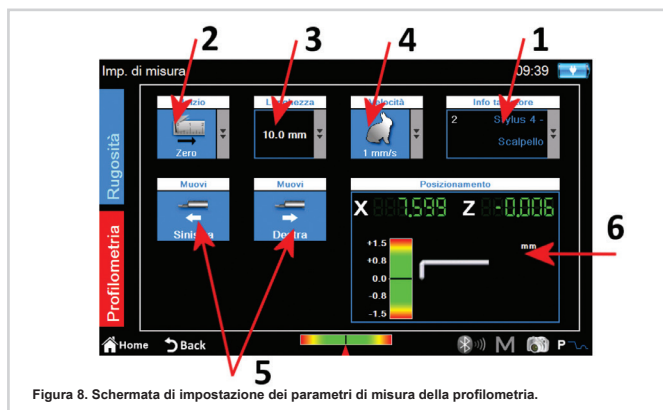 2 3 4 1
Imp. di misura 09:39
Info
2 Stylus 4 -
Scalpello
10.0 mm
Zero
1 mm/s
Rugosità
Muovi Muovi Posizionamento
X 7.599 Z -0.006
6
mm
+1.5
+0.8
0.0
-0.8
-1.5
Profilometria
Home Back M P
5
Figura 8. Schermata di impostazione dei parametri di misura della profilometria.